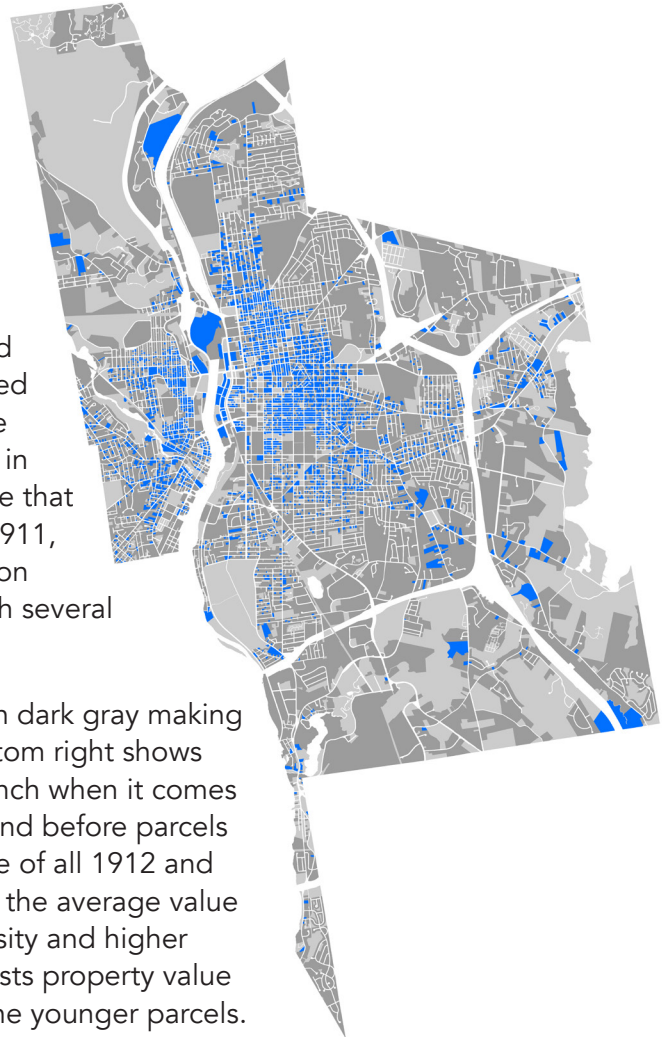 d
ed
e
in
e that
911,
on
h several
n dark gray making
tom right shows
nch when it comes
nd before parcels
e of all 1912 and
the average value
sity and higher
sts property value
he younger parcels.